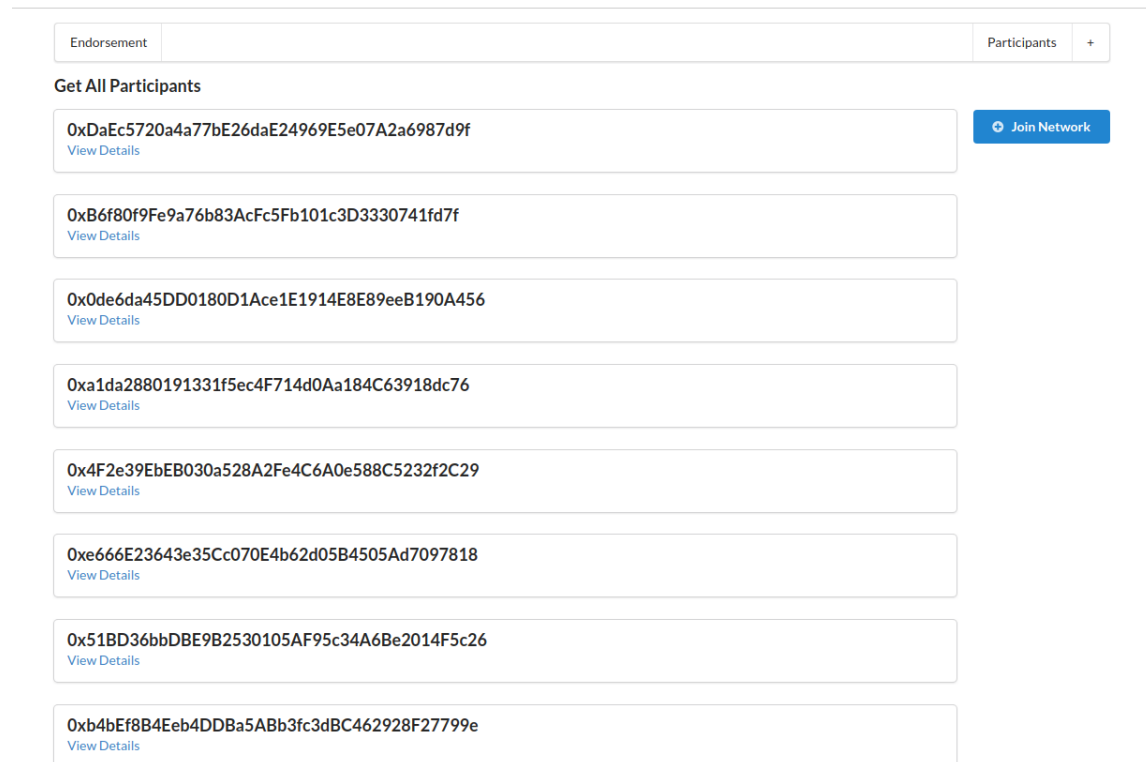 Endorsement
Participants
+
Get All Participants
0xDaEc5720a4a77bE26daE24969E5e07A2a6987d9f
View Details
Join Network
0xB6f80f9Fe9a76b83AcFc5Fb101c3D3330741fd7f
View Details
0x0de6da45DD0180D1Ace1E1914E8E89eeB190A456
View Details
0xa1da2880191331f5ec4F714d0Aa184C63918dc76
View Details
0x4F2e39EbEB030a528A2Fe4C6A0e588C5232f2C29
View Details
0xe666E23643e35Cc070E4b62d05B4505Ad7097818
View Details
0x51BD36bbDBE9B2530105AF95c34A6Be2014F5c26
View Details
0xb4bEf8B4Eeb4DDBa5ABb3fc3dBC462928F27799e
View Details